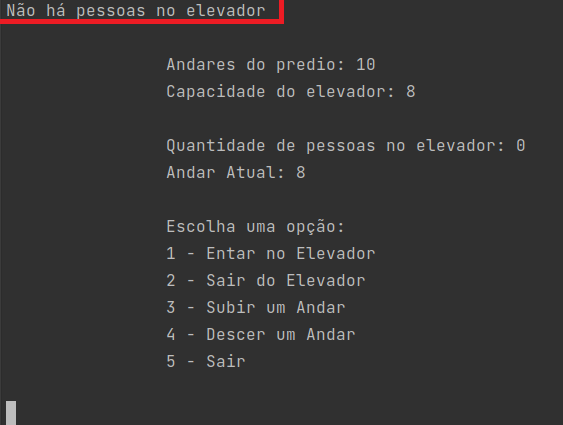 Não há pessoas no elevador
Andares do predio: 10
Capacidade do elevador: 8
Quantidade de pessoas no elevador: 0
Andar Atual: 8
Escolha uma opção:
1 - Entar no Elevador
2 - Sair do Elevador
3 - Subir um Andar
4 - Descer um Andar
5 - Sair